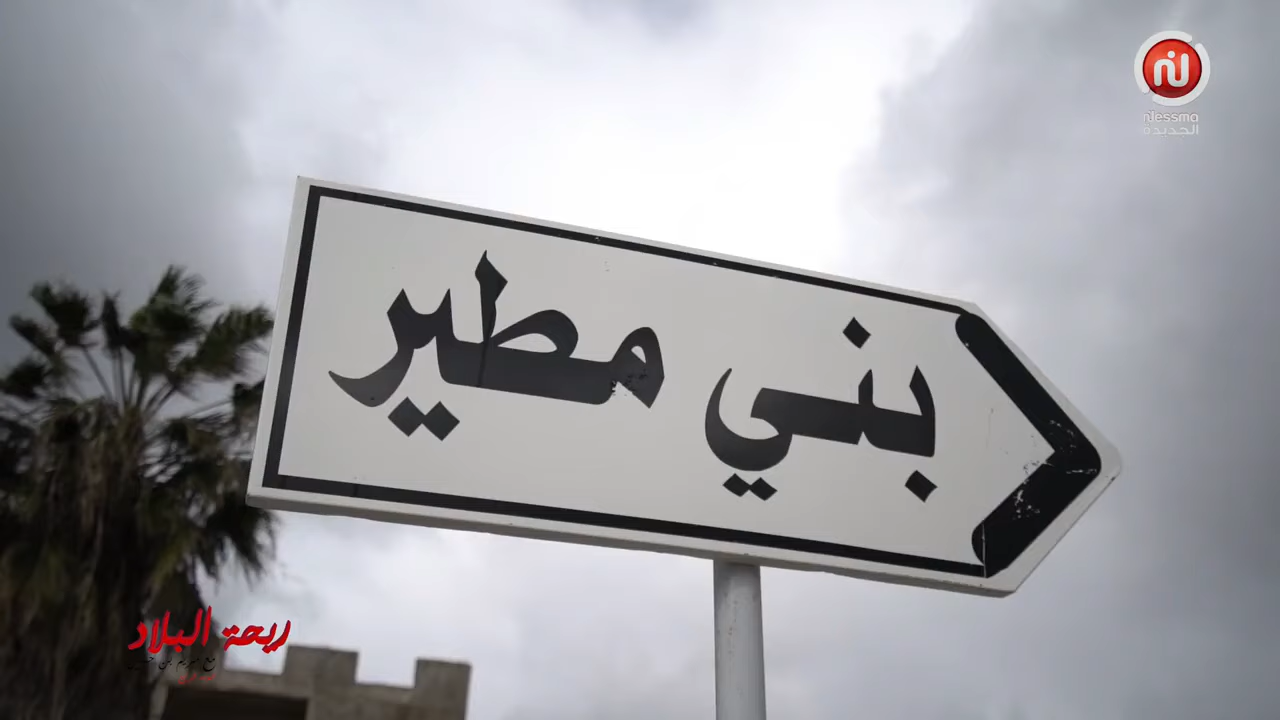 nessma
الجديدة
بني مطير
ريحة البلاد